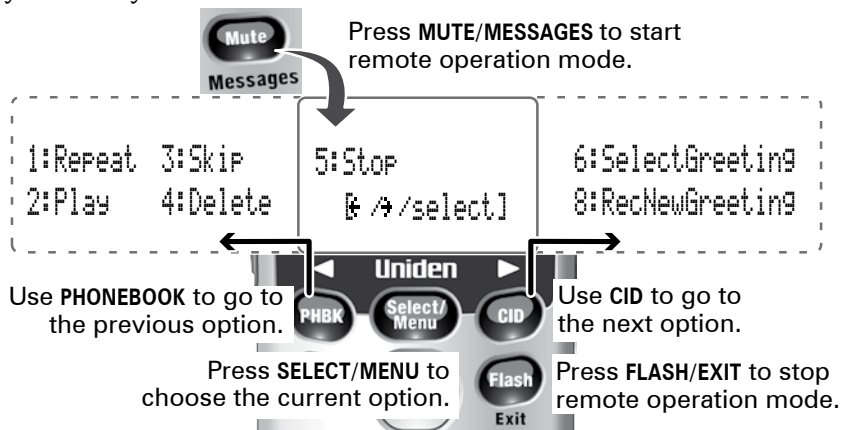 Mute
Messages
Press MUTE/MESSAGES to start
remote operation mode.
1:Repeat 3:Skip
2:Play 4:Delete
5:Stop
[←/→/select]
6:SelectGreeting
8:RecNewGreeting
◀ Uniden ▶
PHBK
Select/
Menu
CID
Use PHONEBOOK to go to
the previous option.
Use CID to go to
the next option.
Press SELECT/MENU to
choose the current option.
Flash
Exit
Press FLASH/EXIT to stop
remote operation mode.